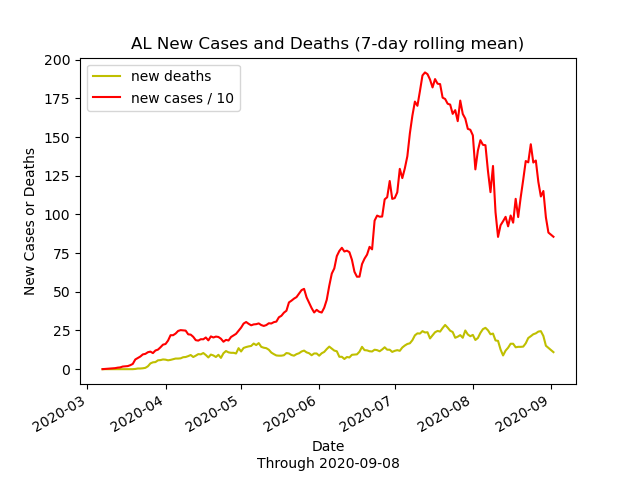 AL New Cases and Deaths (7-day rolling mean)
new deaths
new cases / 10
New Cases or Deaths
200
175
150
125
100
75
50
25
0
2020-03
2020-04
2020-05
2020-06
2020-07
2020-08
2020-09
Date
Through 2020-09-08